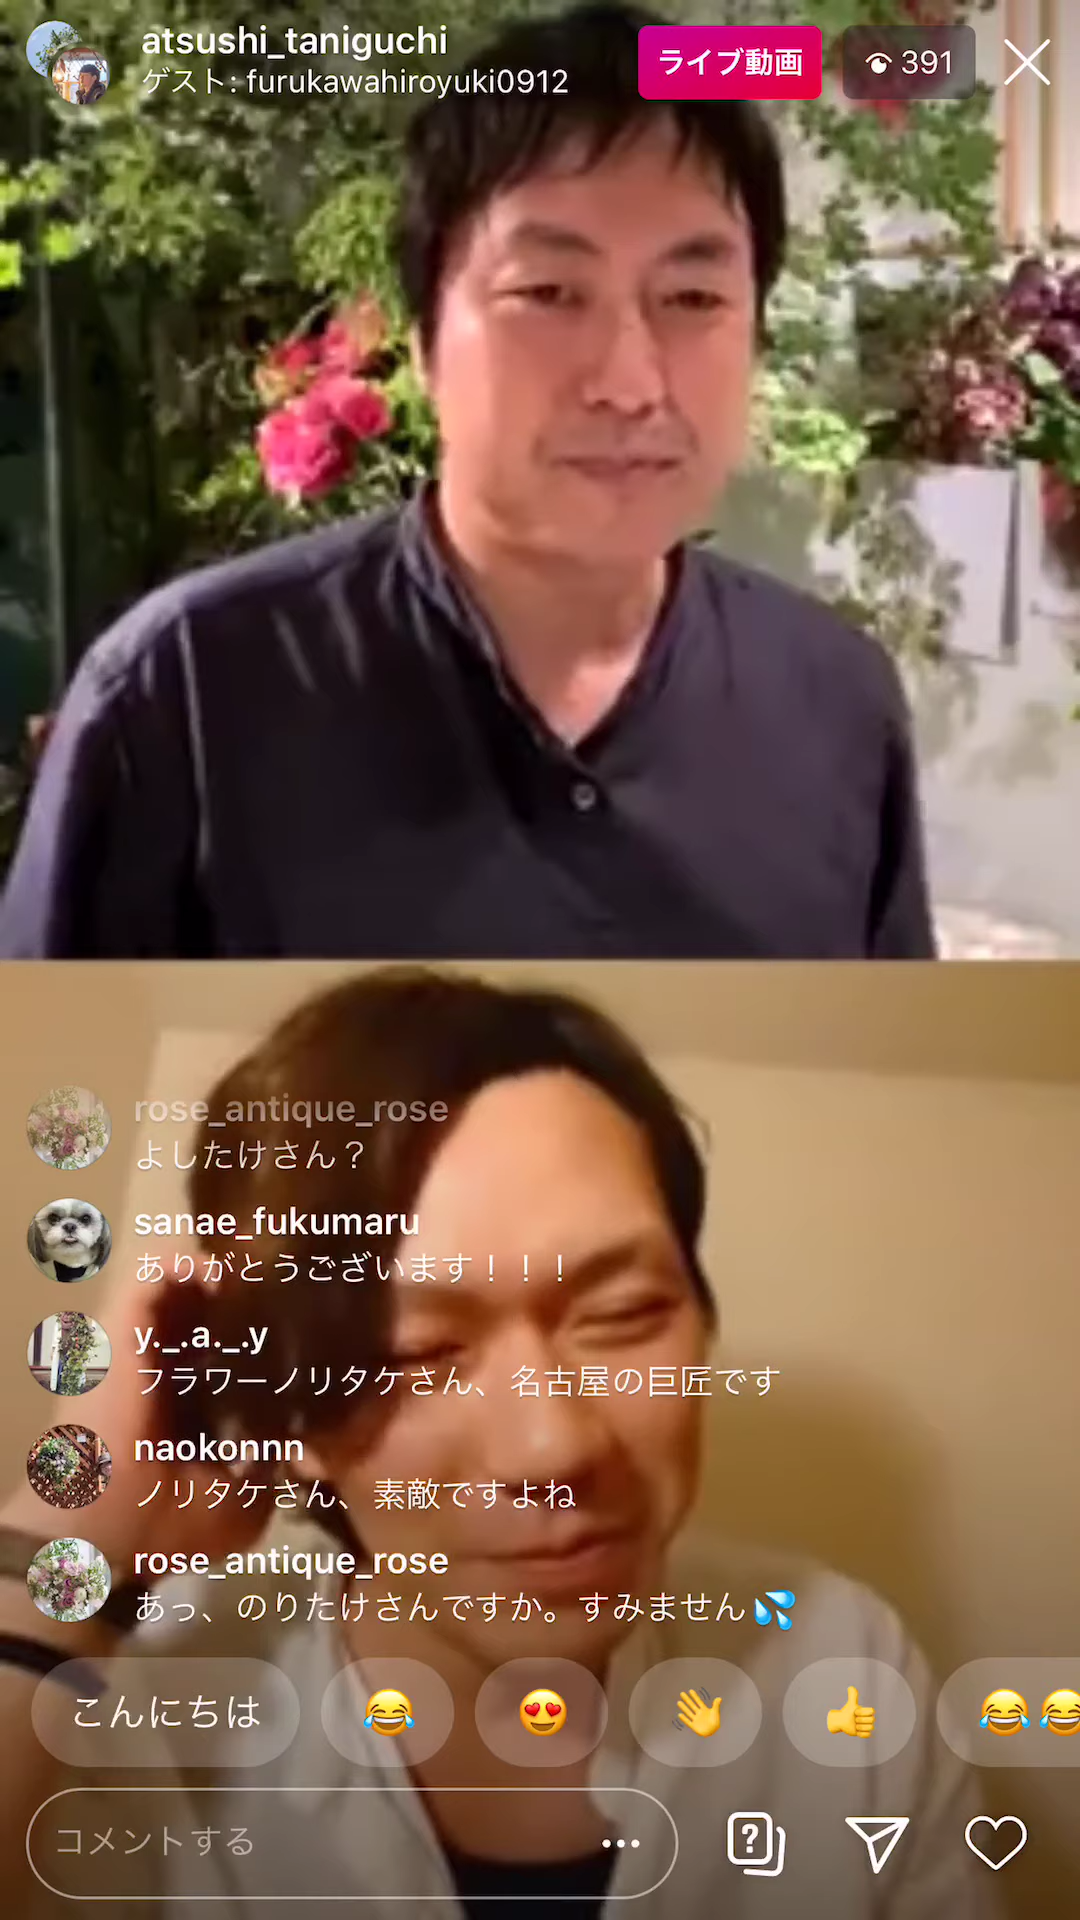 atsushi_taniguchi
ゲスト: furukawahiroyuki0912
ライブ動画
391
rose_antique_rose
よしたけさん？
sanae_fukumaru
ありがとうございます！！！
y._.a._.y
フラワーノリタケさん、名古屋の巨匠です
naokonnn
ノリタケさん、素敵ですよね
rose_antique_rose
あっ、のりたけさんですか。すみません💦
こんにちは
コメントする